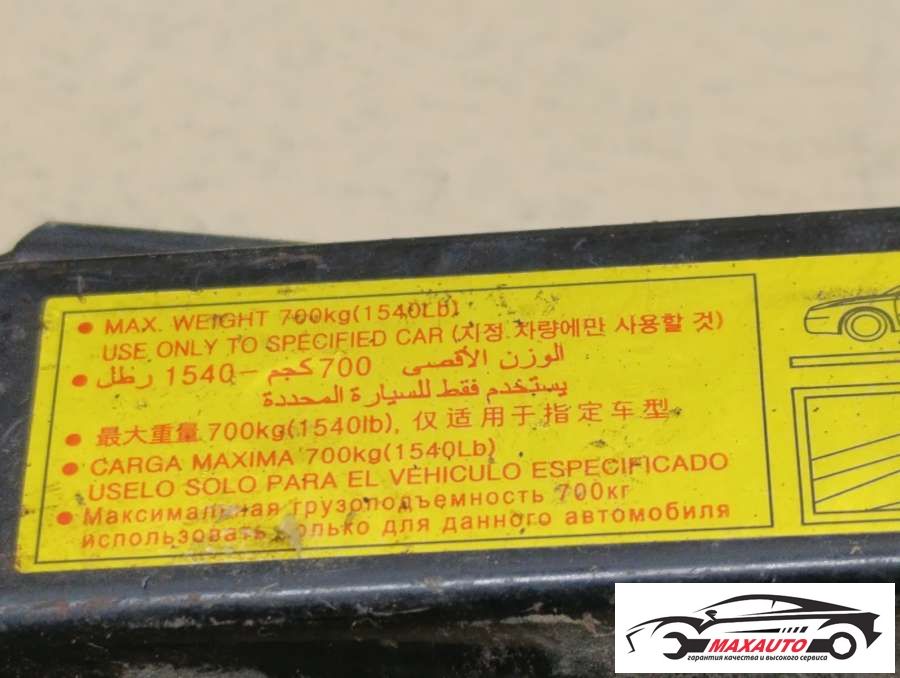 ● MAX. WEIGHT 700kg(1540Lb)
USE ONLY TO SPECIFIED CAR (지정 차량에만 사용할 것)
● الوزن الأقصى 700 كجم – 1540 رطل
يستخدم فقط للسيارة المحددة
● 最大重量 700kg(1540lb), 仅适用于指定车型
● CARGA MAXIMA 700kg(1540Lb)
USELO SOLO PARA EL VEHICULO ESPECIFICADO
● Максимальная грузоподъемность 700кг
использовать только для данного автомобиля
MAXAUTO
гарантия качества и высокого сервиса